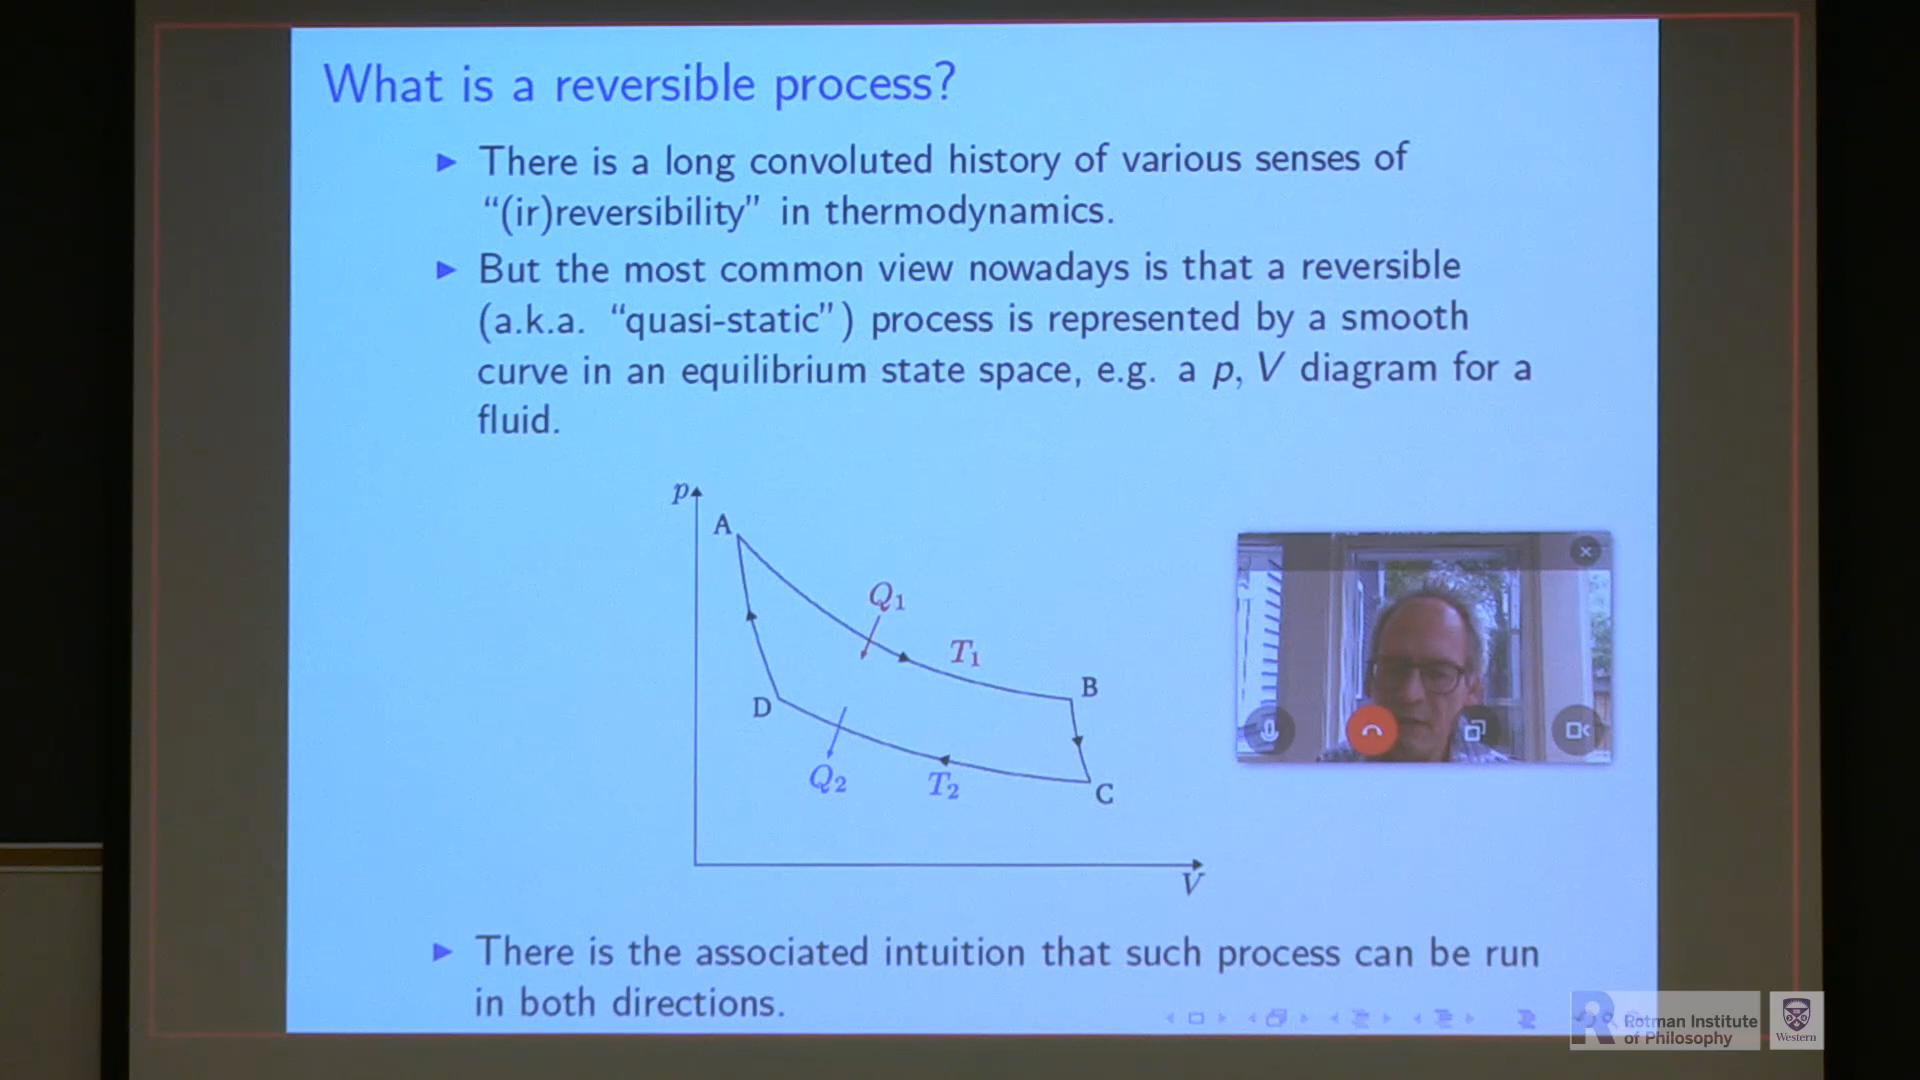 What is a reversible process?
▶ There is a long convoluted history of various senses of
“(ir)reversibility” in thermodynamics.
▶ But the most common view nowadays is that a reversible
(a.k.a. “quasi-static”) process is represented by a smooth
curve in an equilibrium state space, e.g. a p, V diagram for a
fluid.
p
A
Q1
T1
B
D
Q2
T2
C
V
▶ There is the associated intuition that such process can be run
in both directions.
Rotman Institute
of Philosophy
Western